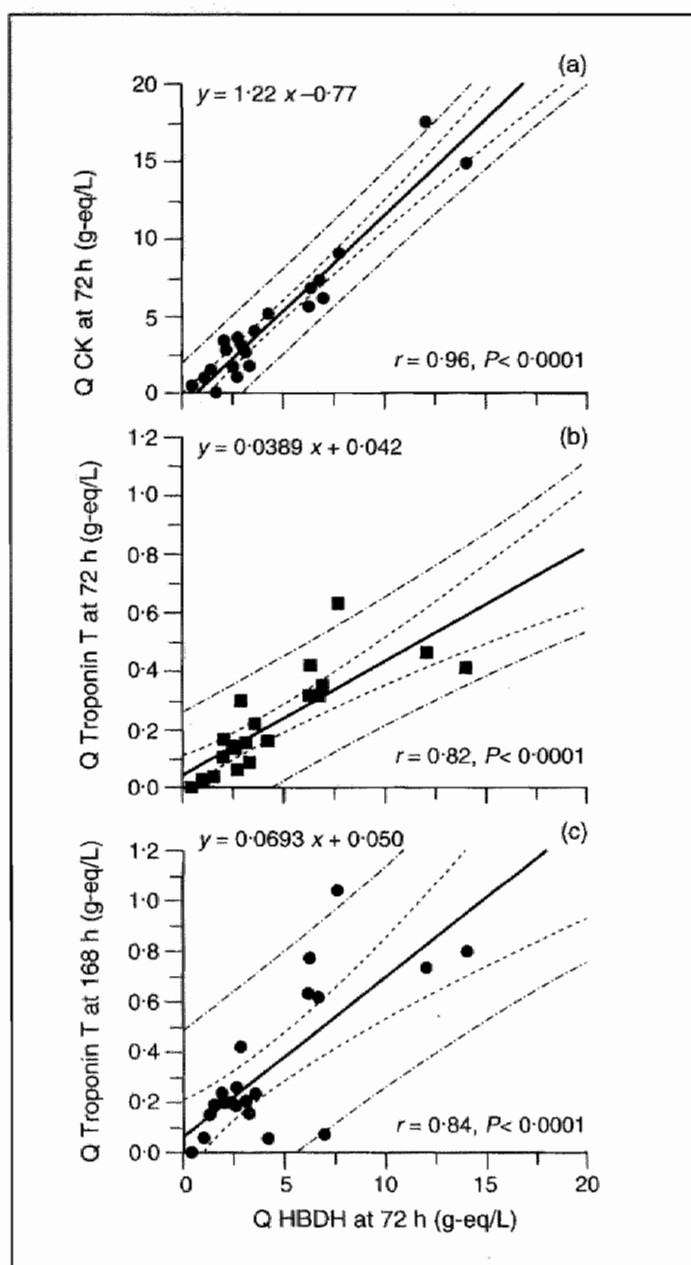 (a)
y = 1·22 x−0·77
20
15
10
5
0
Q CK at 72 h (g-eq/L)
r = 0·96, P< 0·0001
(b)
y = 0·0389 x + 0·042
1·2
1·0
0·8
0·6
0·4
0·2
0·0
Q Troponin T at 72 h (g-eq/L)
r = 0·82, P< 0·0001
(c)
y = 0·0693 x + 0·050
1·2
1·0
0·8
0·6
0·4
0·2
0·0
Q Troponin T at 168 h (g-eq/L)
r = 0·84, P< 0·0001
0 5 10 15 20
Q HBDH at 72 h (g-eq/L)